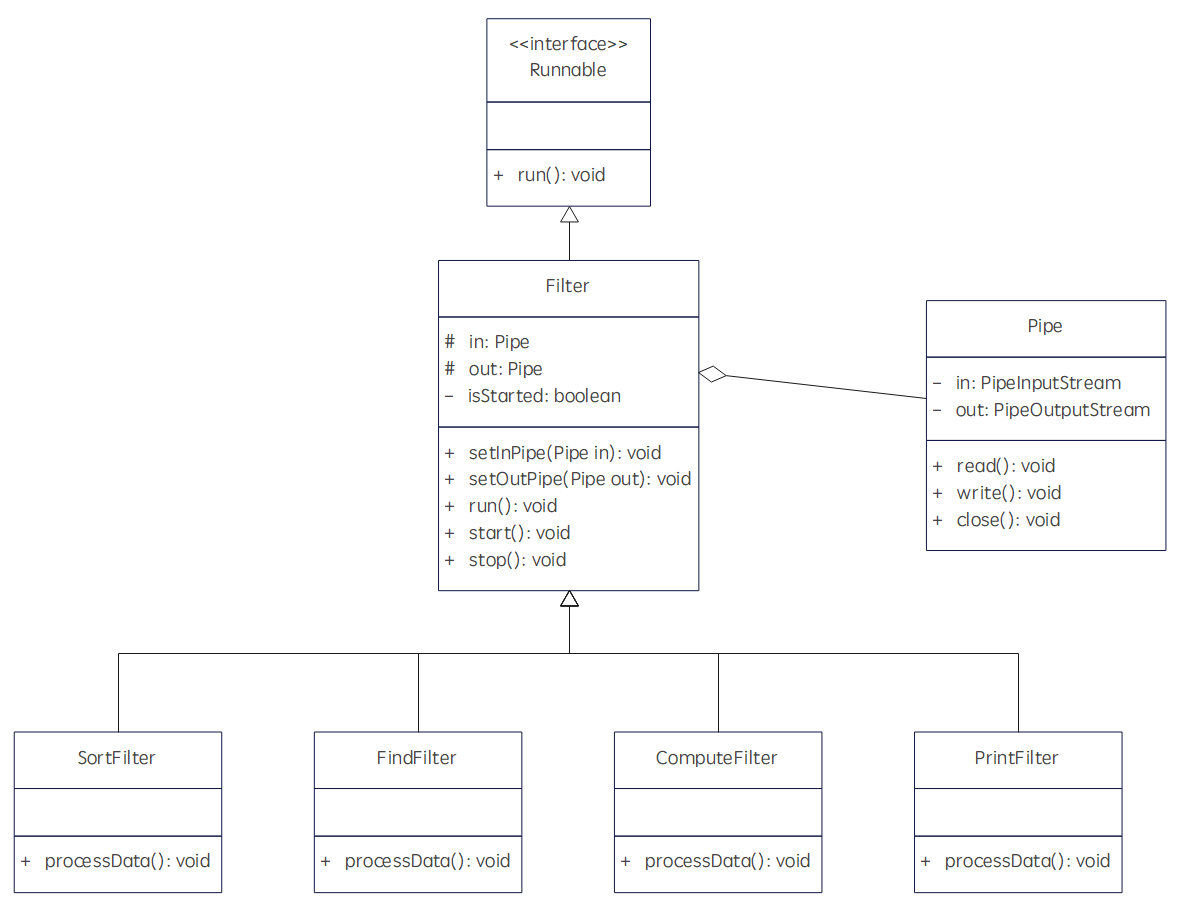 <<interface>>
Runnable
+ run(): void
Filter
# in: Pipe
# out: Pipe
- isStarted: boolean
+ setInPipe(Pipe in): void
+ setOutPipe(Pipe out): void
+ run(): void
+ start(): void
+ stop(): void
Pipe
- in: PipeInputStream
- out: PipeOutputStream
+ read(): void
+ write(): void
+ close(): void
SortFilter
+ processData(): void
FindFilter
+ processData(): void
ComputeFilter
+ processData(): void
PrintFilter
+ processData(): void